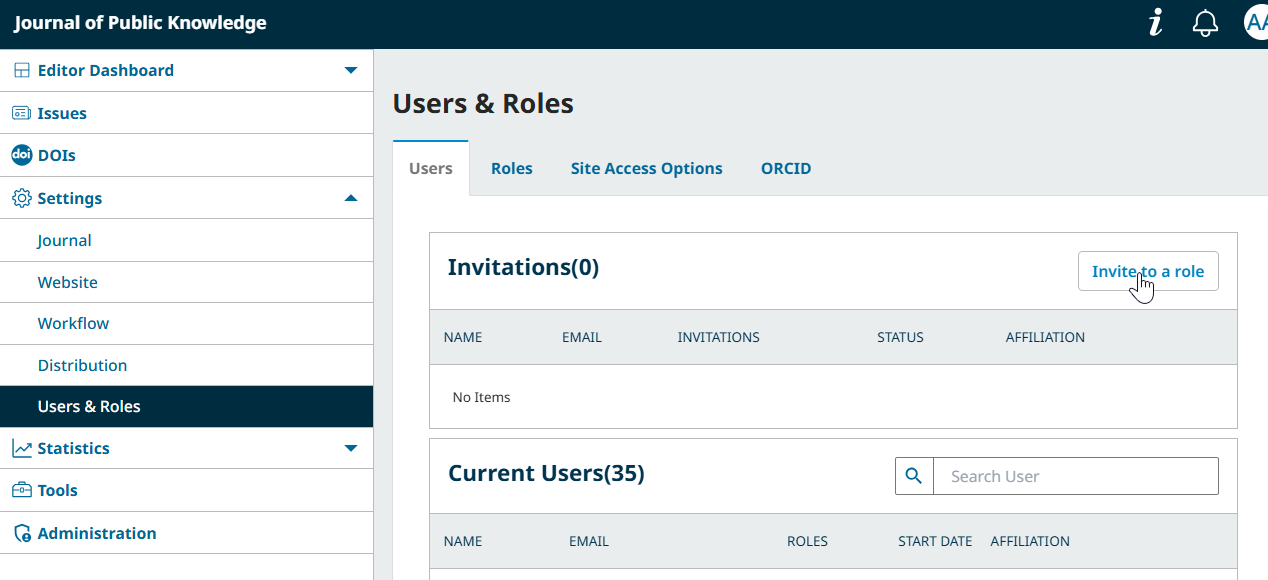 Journal of Public Knowledge
i
AA
Editor Dashboard
Issues
doi DOIs
Settings
Journal
Website
Workflow
Distribution
Users & Roles
Statistics
Tools
Administration
Users & Roles
Users Roles Site Access Options ORCID
Invitations(0)
Invite to a role
NAME EMAIL INVITATIONS STATUS AFFILIATION
No Items
Current Users(35)
Search User
NAME EMAIL ROLES START DATE AFFILIATION